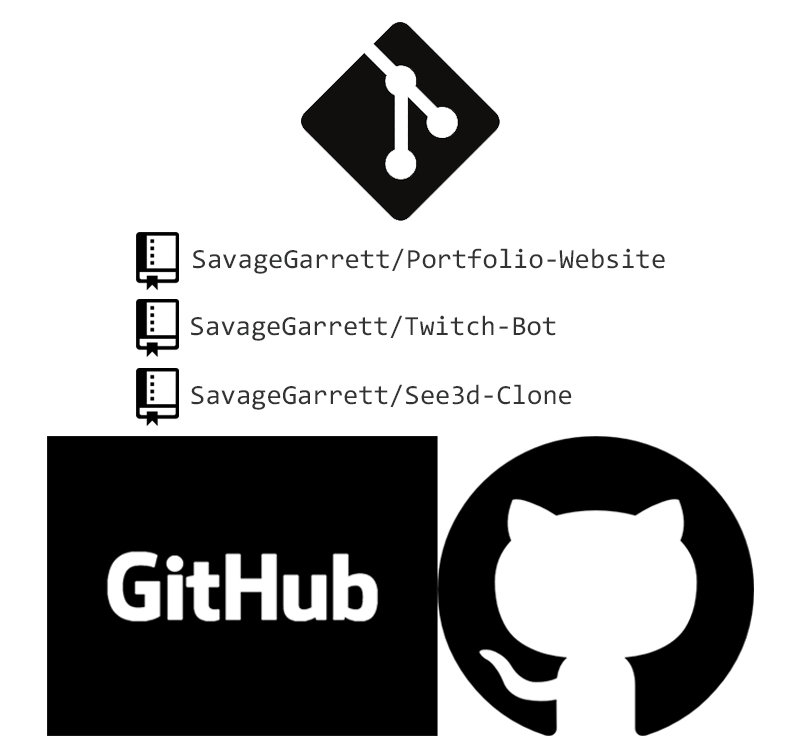 SavageGarrett/Portfolio-Website
SavageGarrett/Twitch-Bot
SavageGarrett/See3d-Clone
GitHub